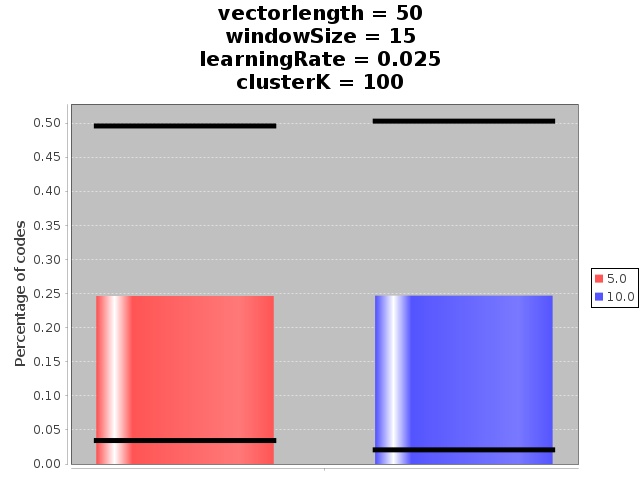 vectorlength = 50
windowSize = 15
learningRate = 0.025
clusterK = 100
Percentage of codes
0.50
0.45
0.40
0.35
0.30
0.25
0.20
0.15
0.10
0.05
0.00
5.0
10.0